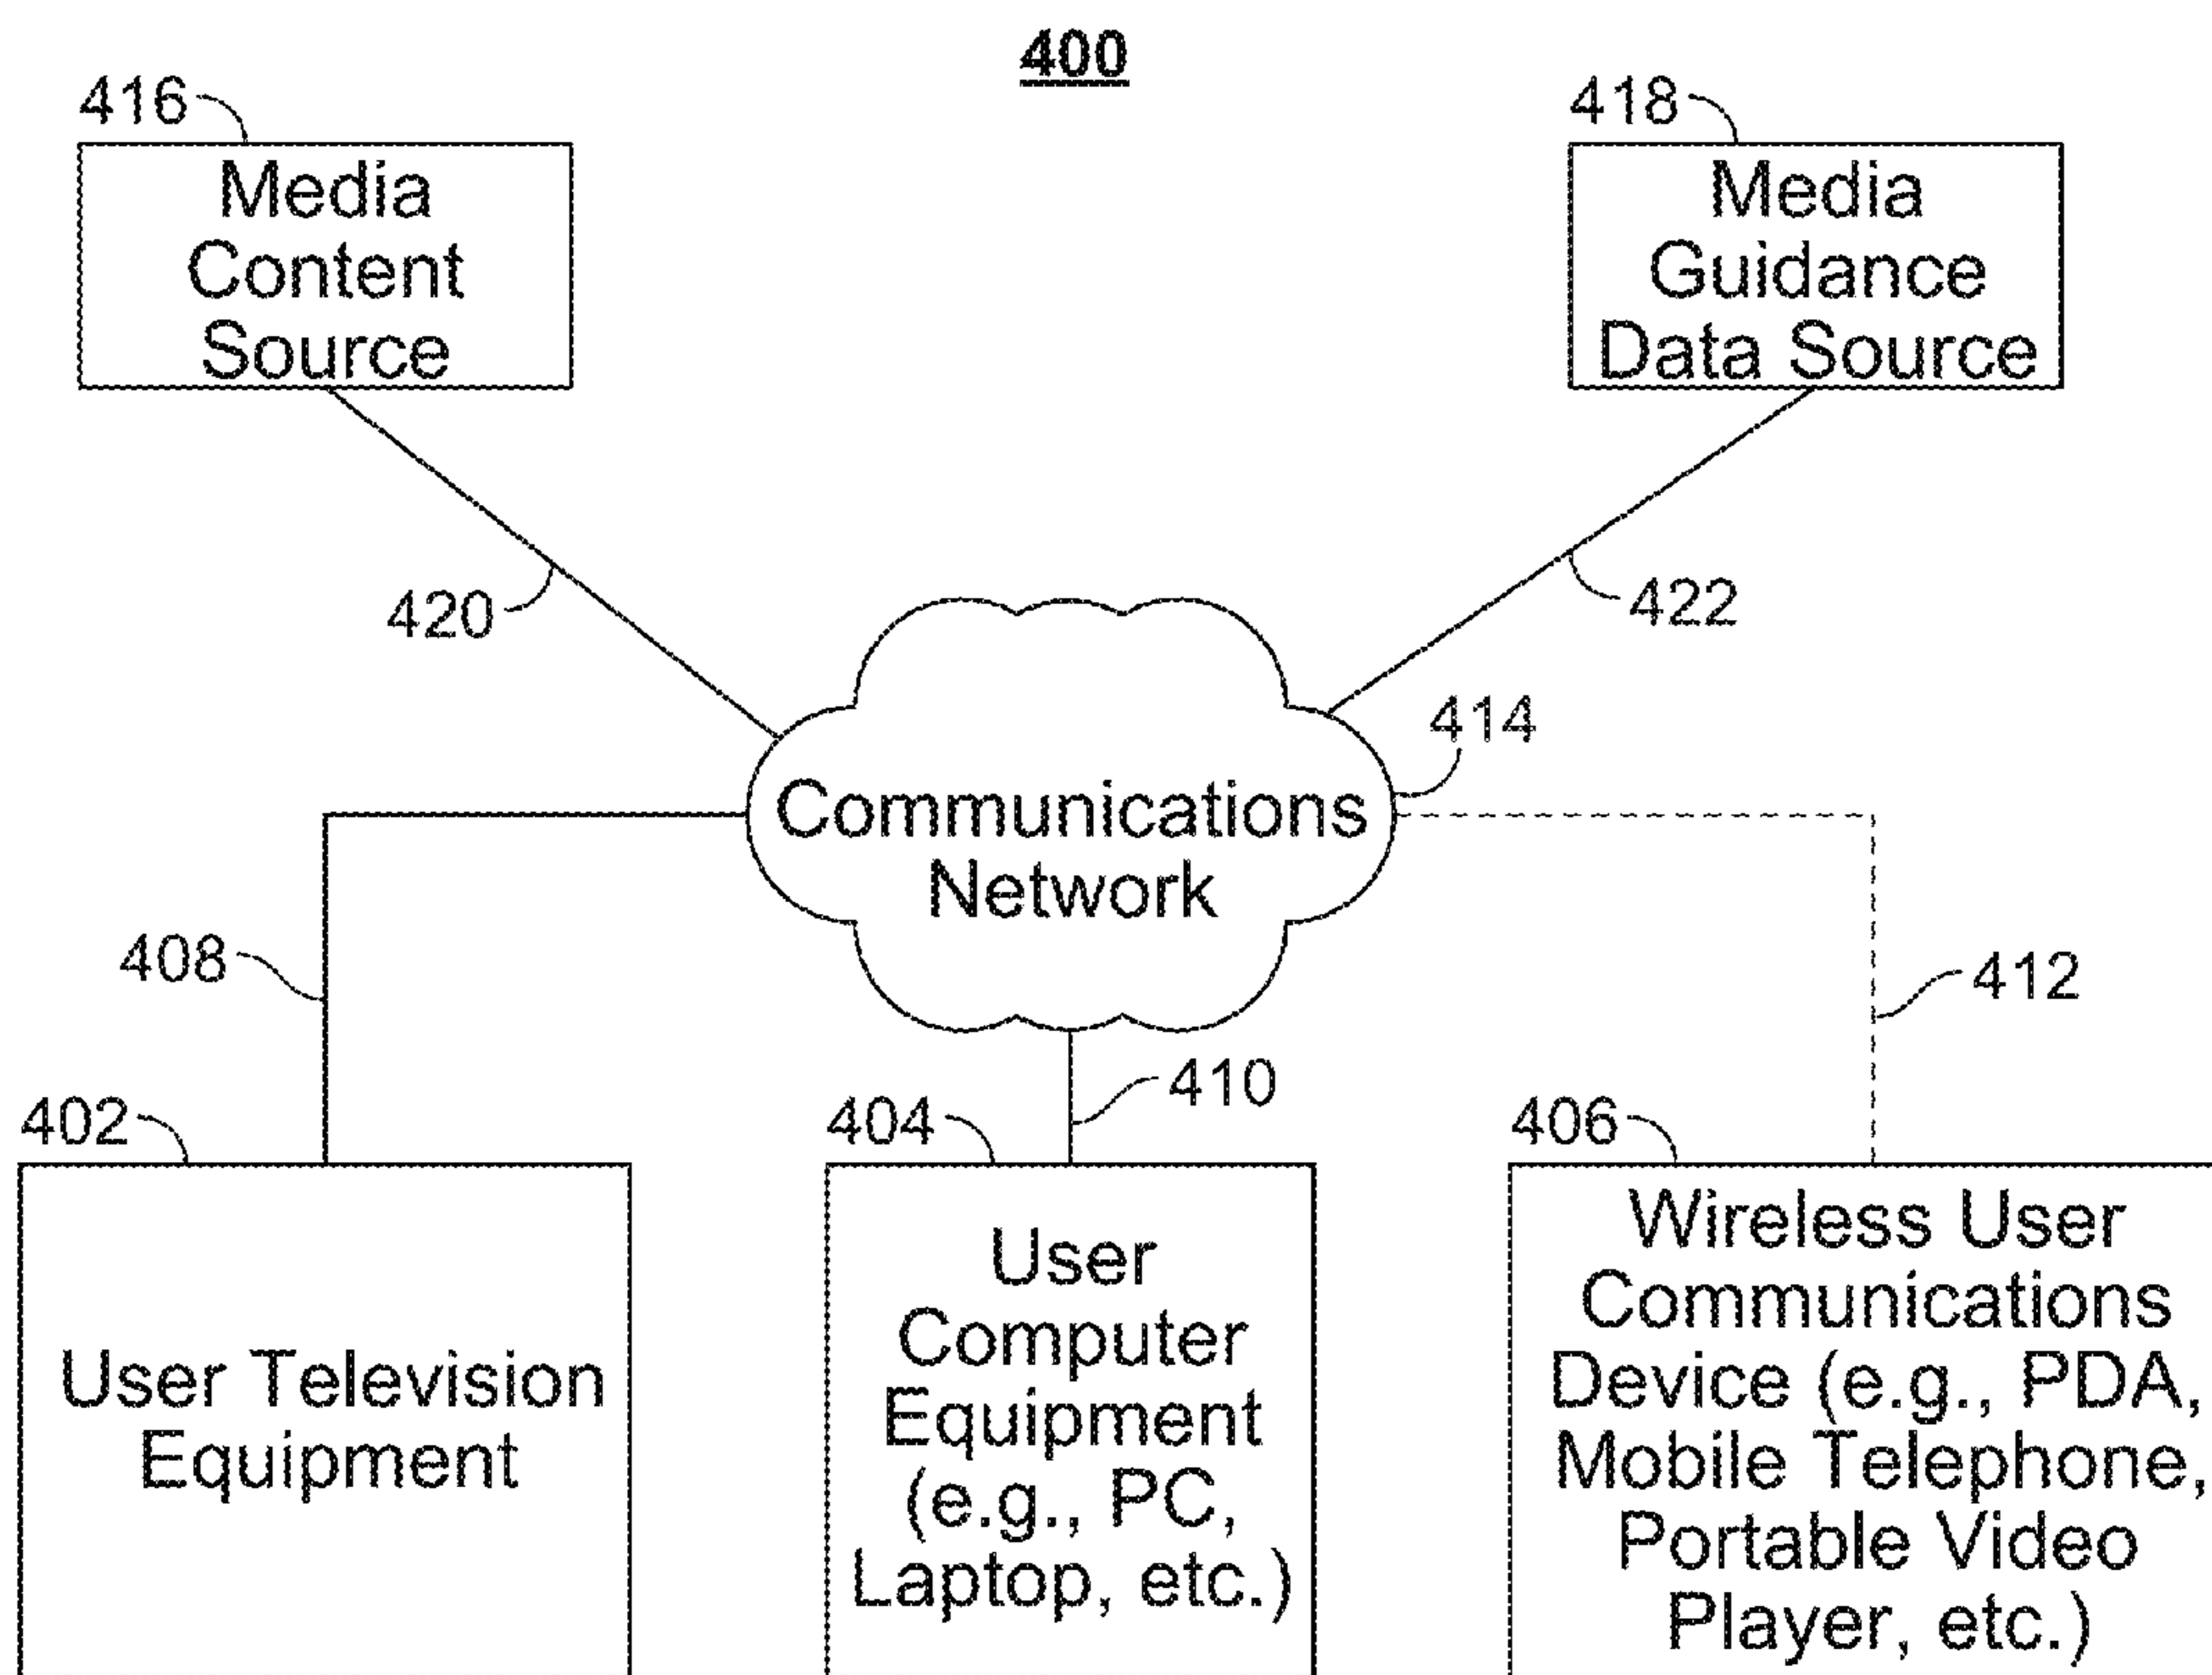 400
416
Media
Content
Source
418
Media
Guidance
Data Source
420
422
414
Communications
Network
408
412
410
402
User Television
Equipment
404
User
Computer
Equipment
(e.g., PC,
Laptop, etc.)
406
Wireless User
Communications
Device (e.g., PDA,
Mobile Telephone,
Portable Video
Player, etc.)